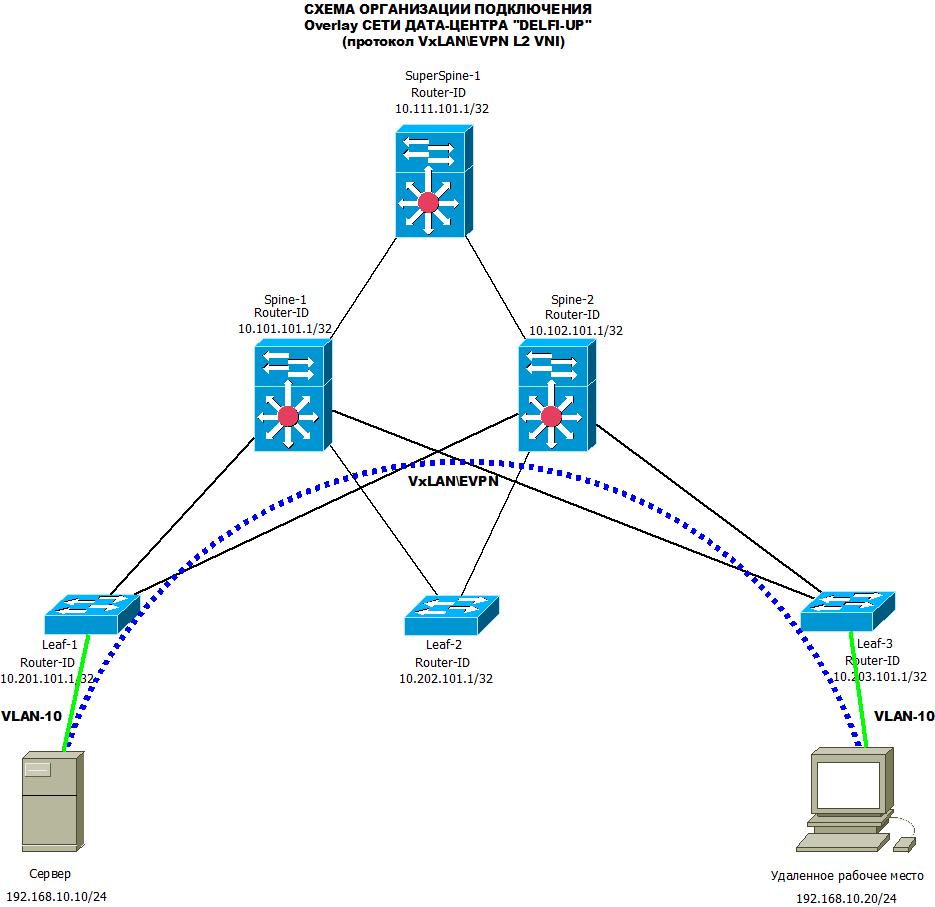 СХЕМА ОРГАНИЗАЦИИ ПОДКЛЮЧЕНИЯ
Overlay СЕТИ ДАТА-ЦЕНТРА "DELFI-UP"
(протокол VxLAN\EVPN L2 VNI)
SuperSpine-1
Router-ID
10.111.101.1/32
Spine-1
Router-ID
10.101.101.1/32
Spine-2
Router-ID
10.102.101.1/32
VxLAN\EVPN
Leaf-1
Router-ID
10.201.101.1/32
Leaf-2
Router-ID
10.202.101.1/32
Leaf-3
Router-ID
10.203.101.1/32
VLAN-10
VLAN-10
Сервер
192.168.10.10/24
Удаленное рабочее место
192.168.10.20/24